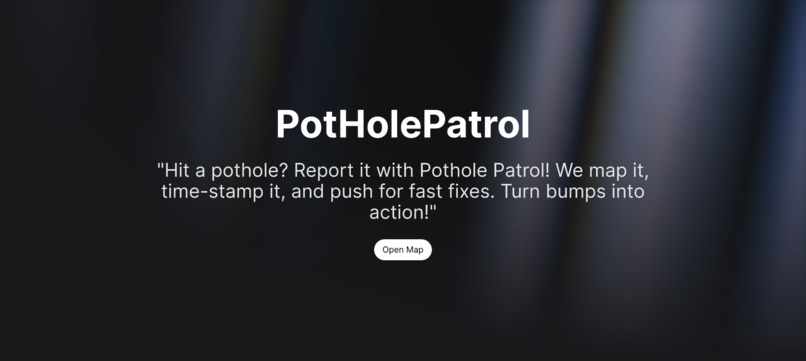 PotHolePatrol
"Hit a pothole? Report it with Pothole Patrol! We map it,
time-stamp it, and push for fast fixes. Turn bumps into
action!"
Open Map